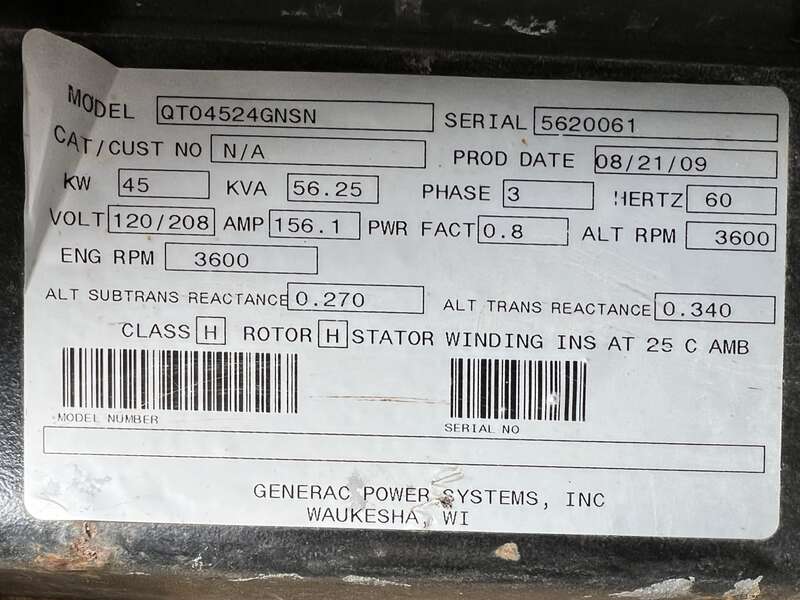 MODEL QT04524GNSN SERIAL 5620061
CAT/CUST NO N/A PROD DATE 08/21/09
KW 45 KVA 56.25 PHASE 3 HERTZ 60
VOLT 120/208 AMP 156.1 PWR FACT 0.8 ALT RPM 3600
ENG RPM 3600
ALT SUBTRANS REACTANCE 0.270 ALT TRANS REACTANCE 0.340
CLASS H ROTOR H STATOR WINDING INS AT 25 C AMB
MODEL NUMBER SERIAL NO
GENERAC POWER SYSTEMS, INC
WAUKESHA, WI